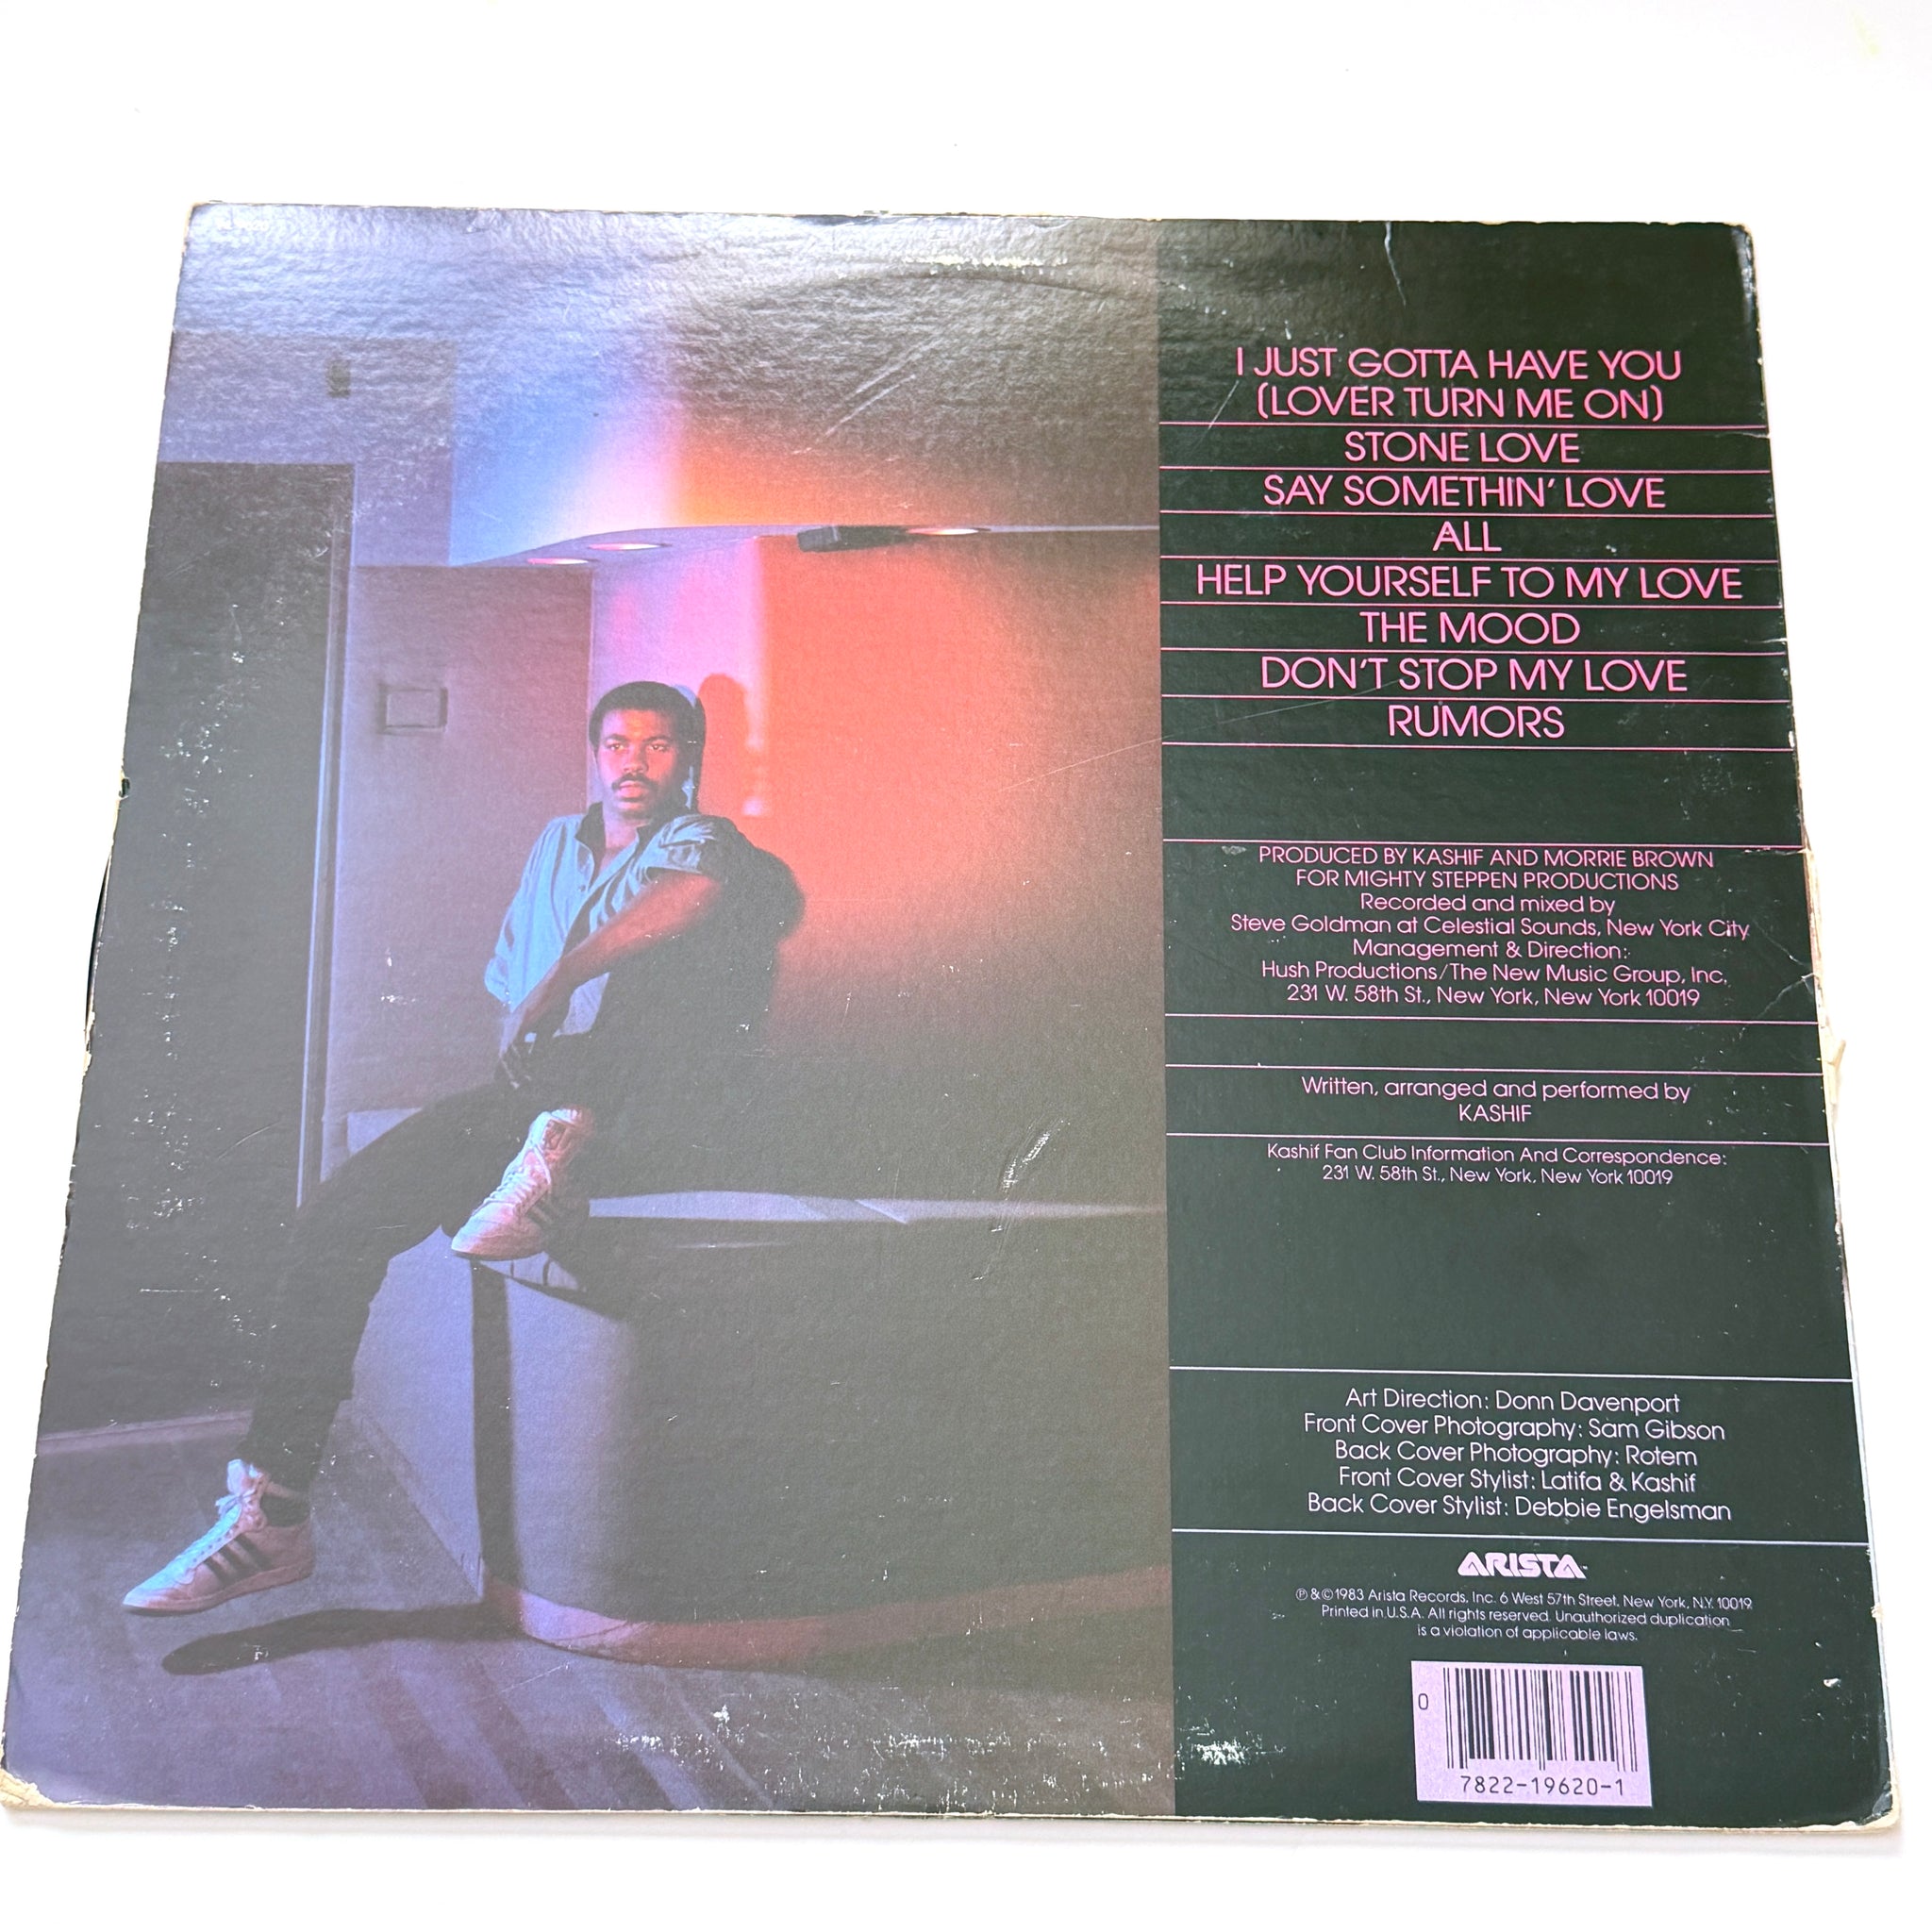 I JUST GOTTA HAVE YOU
(LOVER TURN ME ON)
STONE LOVE
SAY SOMETHIN' LOVE
ALL
HELP YOURSELF TO MY LOVE
THE MOOD
DON'T STOP MY LOVE
RUMORS
PRODUCED BY KASHIF AND MORRIE BROWN
FOR MIGHTY STEPPEN PRODUCTIONS
Recorded and mixed by
Steve Goldman at Celestial Sounds, New York City
Management & Direction:
Hush Productions/The New Music Group, Inc.
231 W. 58th St., New York, New York 10019
Written, arranged and performed by
KASHIF
Kashif Fan Club Information And Correspondence:
231 W. 58th St., New York, New York 10019
Art Direction: Donn Davenport
Front Cover Photography: Sam Gibson
Back Cover Photography: Rotem
Front Cover Stylist: Latifa & Kashif
Back Cover Stylist: Debbie Engelsman
ARISTA™
℗ & © 1983 Arista Records, Inc. 6 West 57th Street, New York, N.Y. 10019
Printed in U.S.A. All rights reserved. Unauthorized duplication
is a violation of applicable laws.
0
7822-19620-1